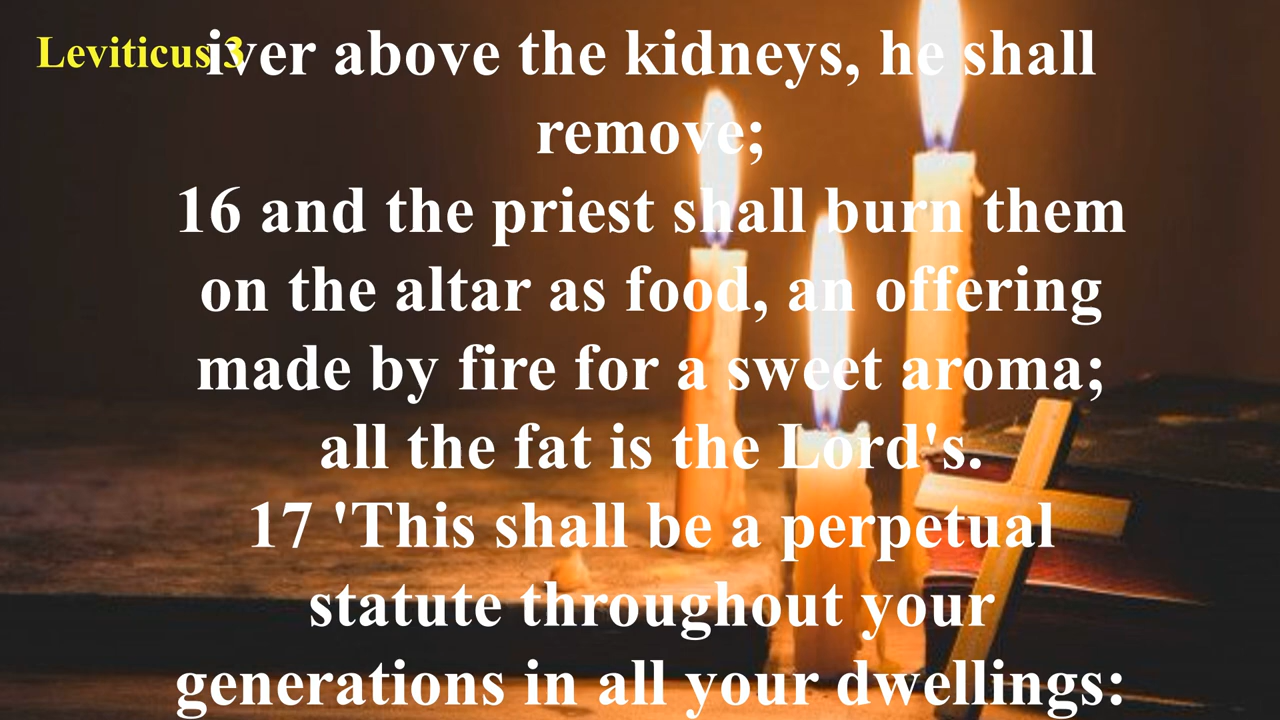 Leviticus 3
iver above the kidneys, he shall
remove;
16 and the priest shall burn them
on the altar as food, an offering
made by fire for a sweet aroma;
all the fat is the Lord's.
17 'This shall be a perpetual
statute throughout your
generations in all your dwellings: